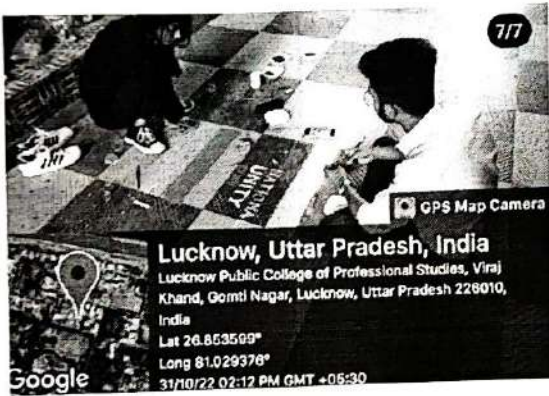 7/7
NATIONAL
UNITY
GPS Map Camera
Lucknow, Uttar Pradesh, India
Lucknow Public College of Professional Studies, Viraj
Khand, Gomti Nagar, Lucknow, Uttar Pradesh 226010,
India
Lat 26.853599°
Long 81.029376°
31/10/22 02:12 PM GMT +05:30
Google